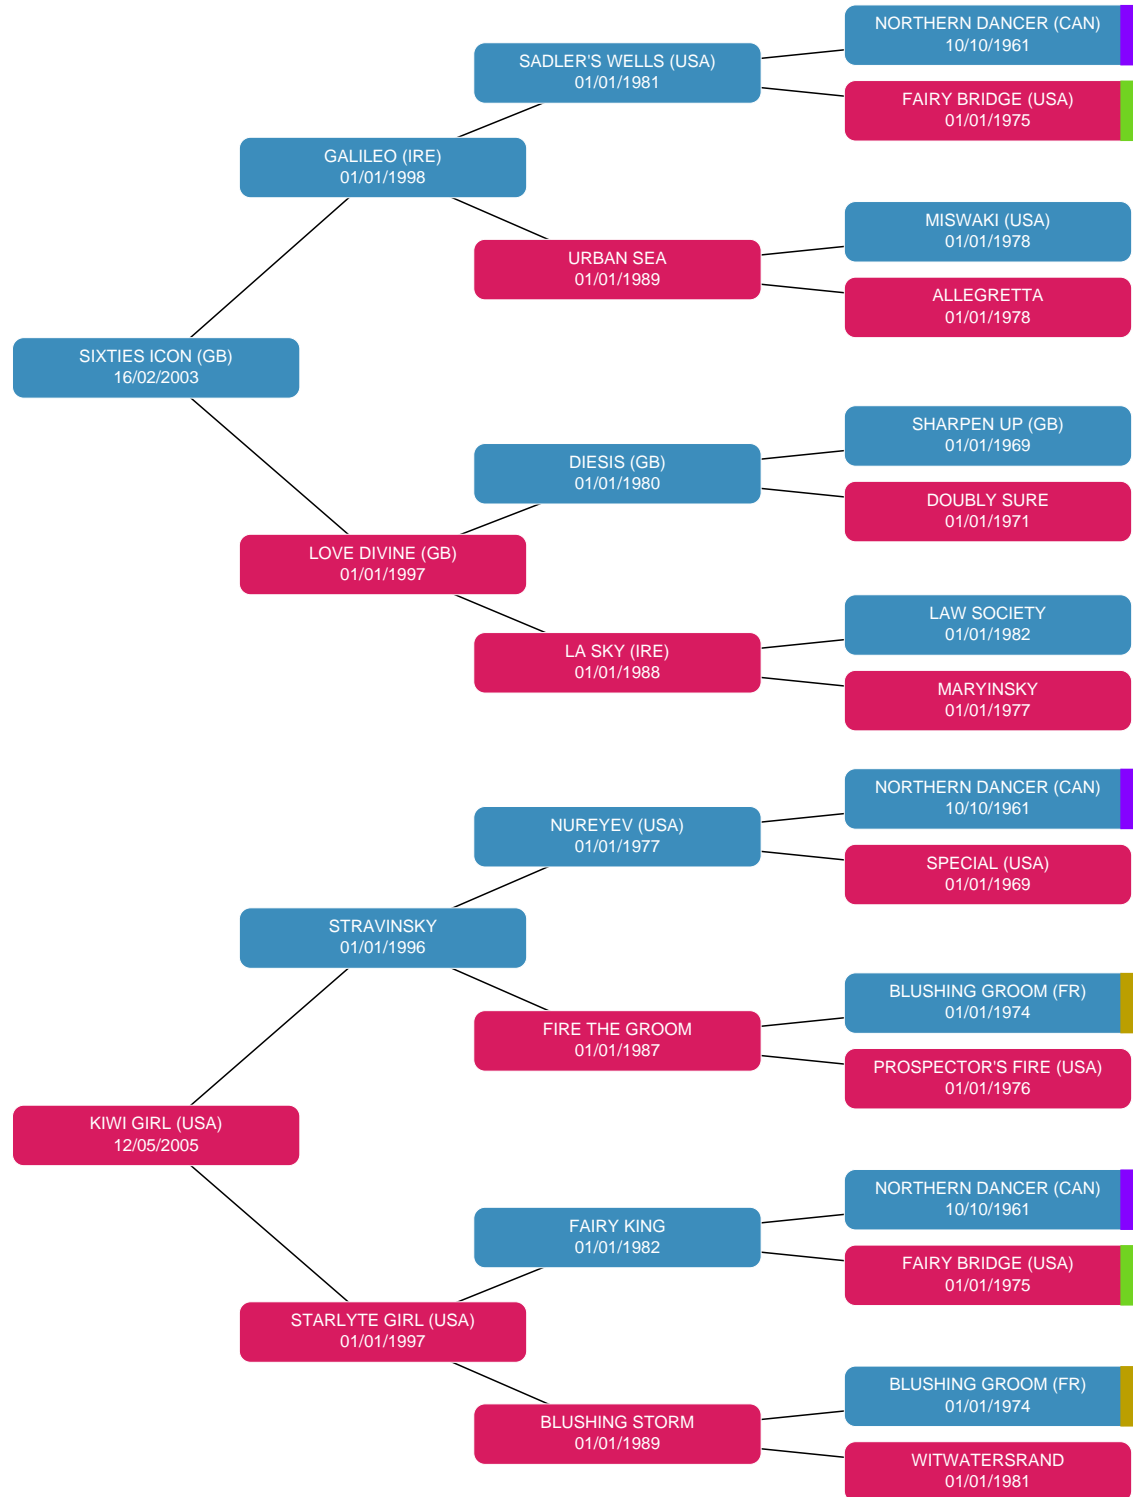 NORTHERN DANCER (CAN)
10/10/1961
SADLER'S WELLS (USA)
01/01/1981
FAIRY BRIDGE (USA)
01/01/1975
GALILEO (IRE)
01/01/1998
MISWAKI (USA)
01/01/1978
URBAN SEA
01/01/1989
ALLEGRETTA
01/01/1978
SIXTIES ICON (GB)
16/02/2003
SHARPEN UP (GB)
01/01/1969
DIESIS (GB)
01/01/1980
DOUBLY SURE
01/01/1971
LOVE DIVINE (GB)
01/01/1997
LAW SOCIETY
01/01/1982
LA SKY (IRE)
01/01/1988
MARYINSKY
01/01/1977
NORTHERN DANCER (CAN)
10/10/1961
NUREYEV (USA)
01/01/1977
SPECIAL (USA)
01/01/1969
STRAVINSKY
01/01/1996
BLUSHING GROOM (FR)
01/01/1974
FIRE THE GROOM
01/01/1987
PROSPECTOR'S FIRE (USA)
01/01/1976
KIWI GIRL (USA)
12/05/2005
NORTHERN DANCER (CAN)
10/10/1961
FAIRY KING
01/01/1982
FAIRY BRIDGE (USA)
01/01/1975
STARLYTE GIRL (USA)
01/01/1997
BLUSHING GROOM (FR)
01/01/1974
BLUSHING STORM
01/01/1989
WITWATERSRAND
01/01/1981